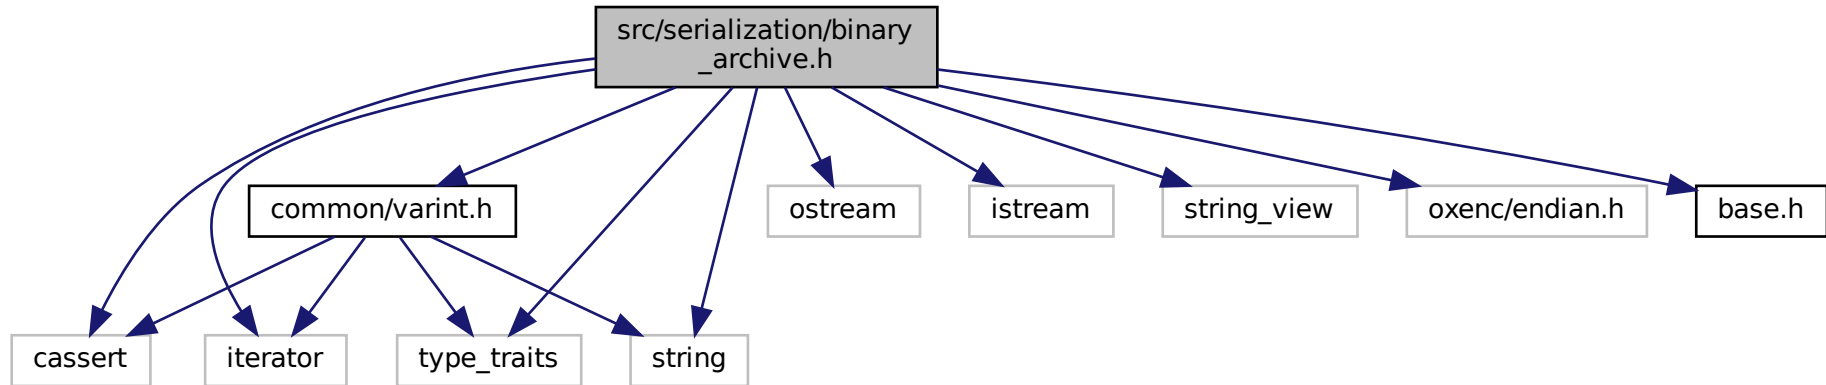 src/serialization/binary
_archive.h
common/varint.h
ostream
istream
string_view
oxenc/endian.h
base.h
cassert
iterator
type_traits
string